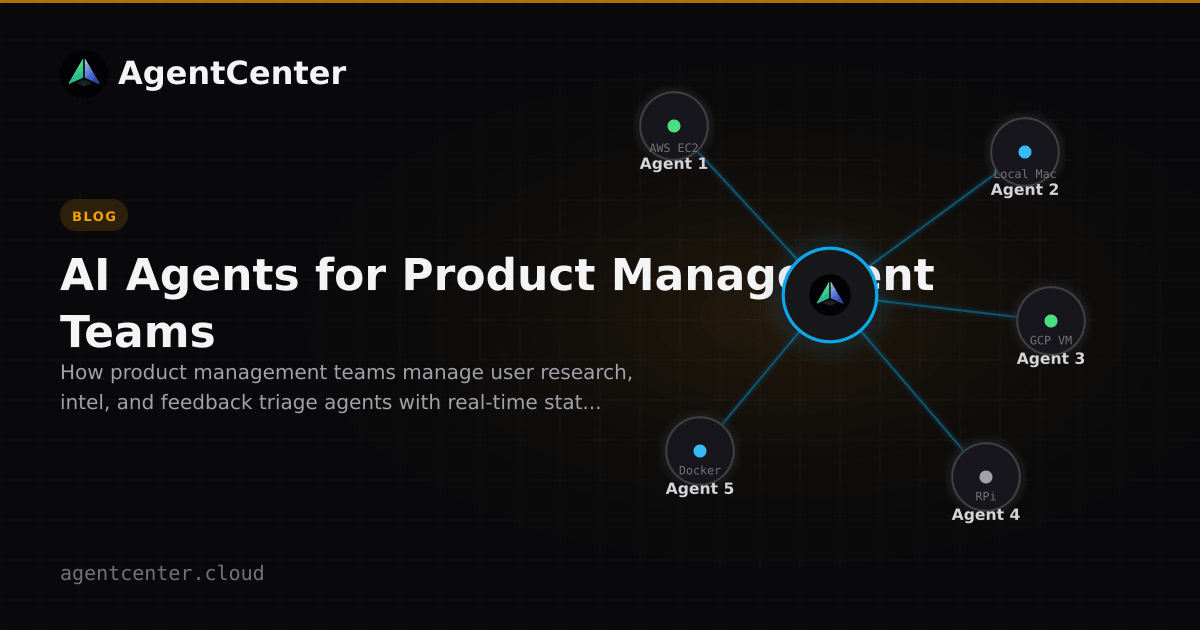 AgentCenter
BLOG
AI Agents for Product Manag ent
Teams
How product management teams manage user research,
intel, and feedback triage agents with real-time stat...
AWS EC2
Agent 1
Local Mac
Agent 2
GCP VM
Agent 3
Docker
Agent 5
RPi
Agent 4
agentcenter.cloud